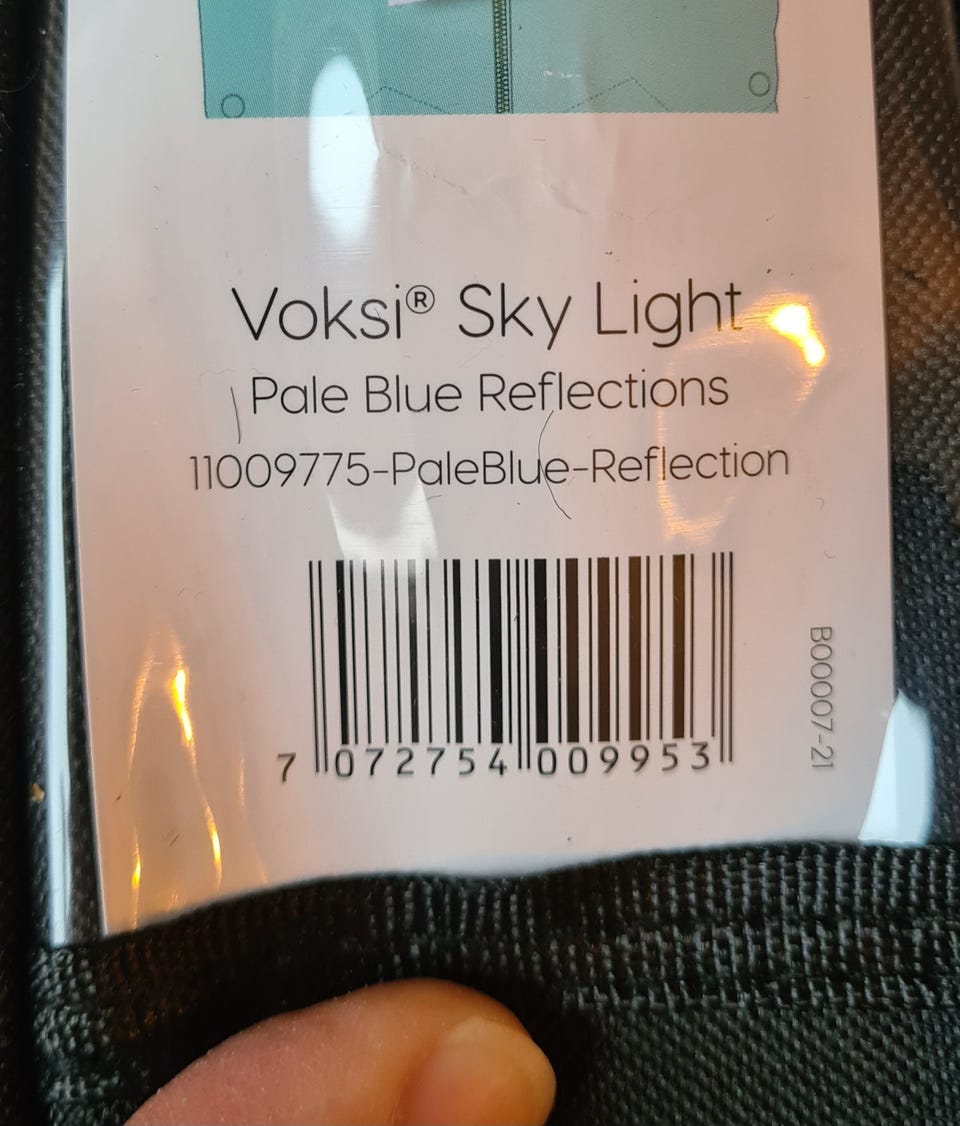 Voksi® Sky Light
Pale Blue Reflections
11009775-PaleBlue-Reflection
7 072754 009953
B00007-21